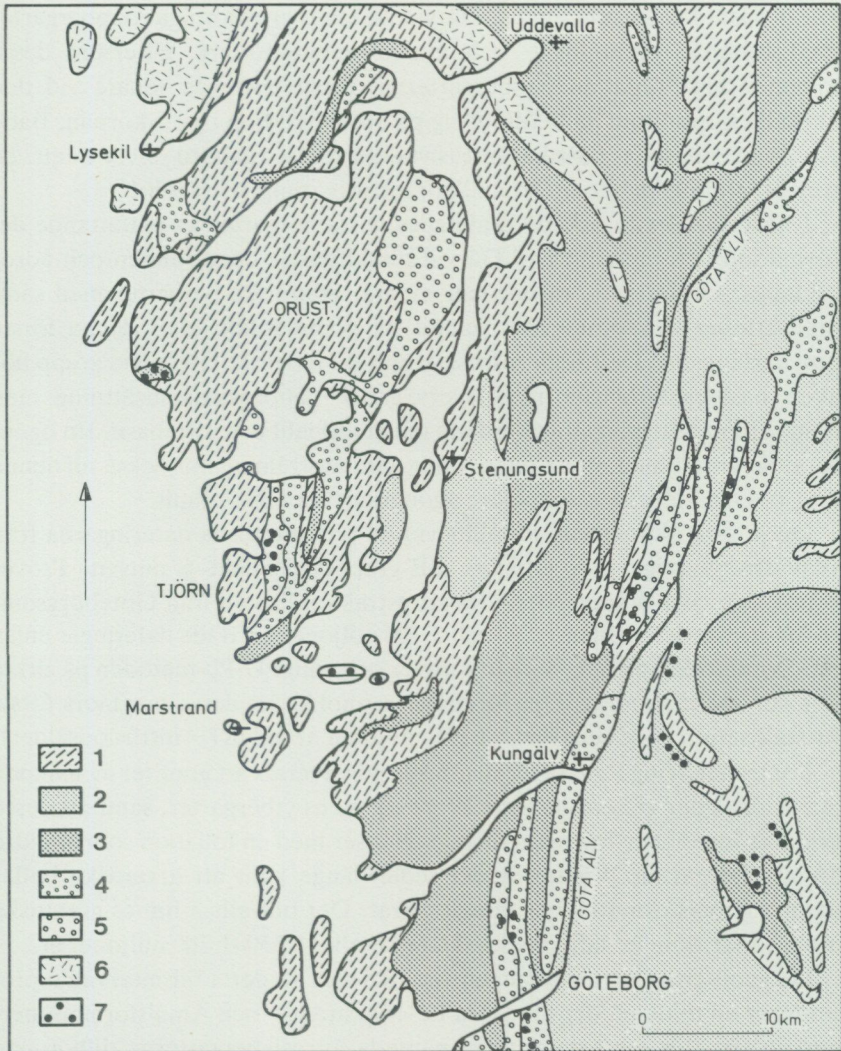 Uddevalla
Lysekil
GÖTA ÄLV
ORUST
Stenungsund
TJÖRN
Marstrand
Kungälv
GÖTA ÄLV
GÖTEBORG
1
2
3
4
5
6
7
0 10 km